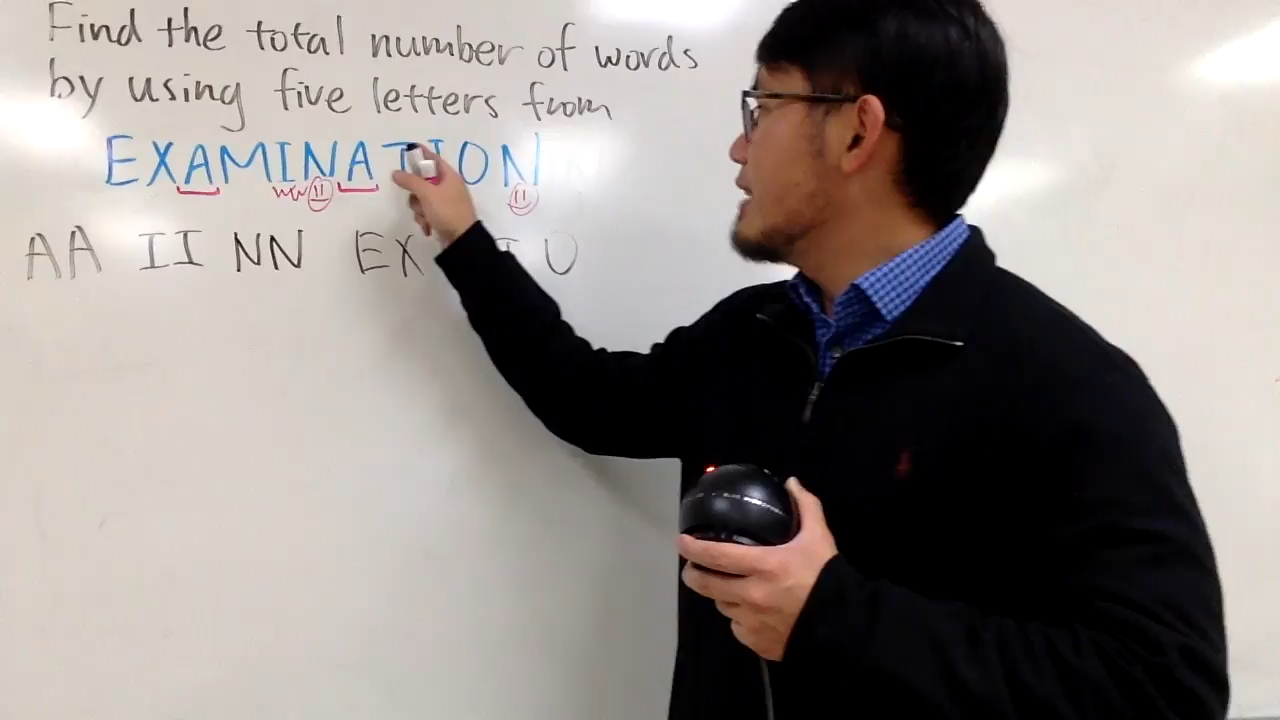 Find the total number of words
by using five letters from
EXAMINATION
AA II NN EX T O